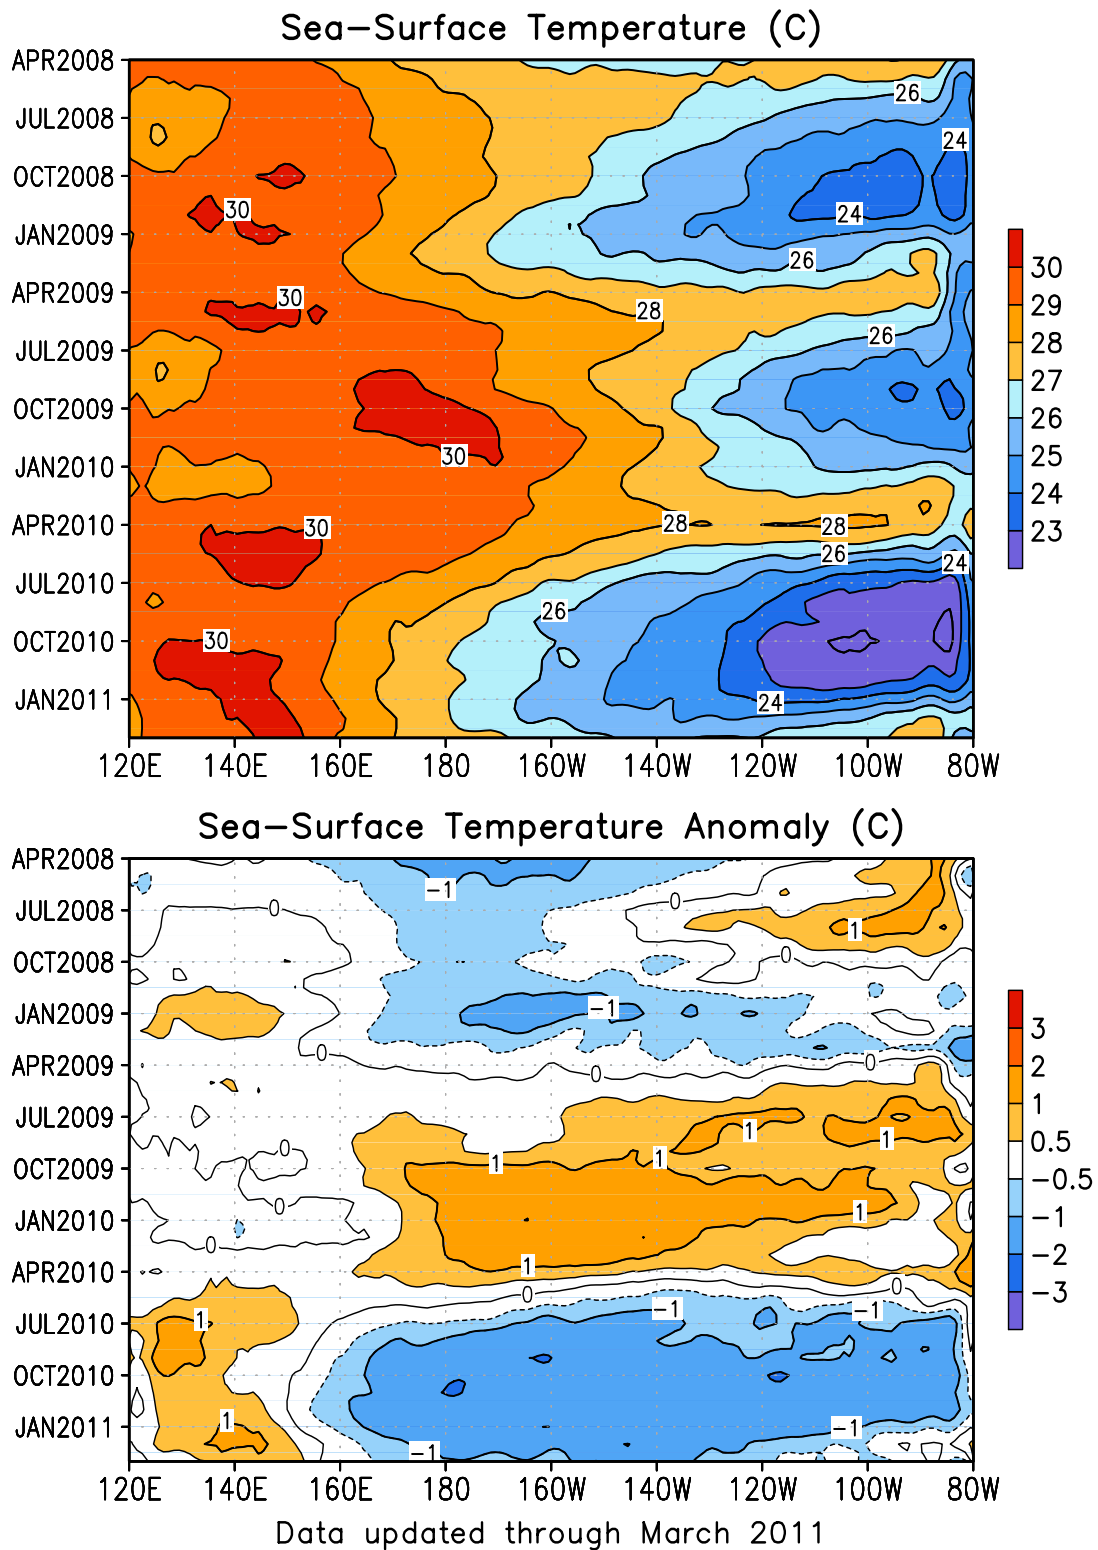 Sea-Surface Temperature (C)
APR2008
26
JUL2008
24
OCT2008
30
24
JAN2009
26
30
APR2009
30
28
29
26
28
JUL2009
27
OCT2009
26
30
25
JAN2010
24
30
28
28
APR2010
23
26
24
JUL2010
26
30
OCT2010
24
JAN2011
120E 140E 160E 180 160W 140W 120W 100W 80W
Sea-Surface Temperature Anomaly (C)
APR2008
-1
0
0
JUL2008
1
0
OCT2008
-1
JAN2009
3
0
0
APR2009
0
2
1
JUL2009
1
1
0.5
0
1
1
OCT2009
-0.5
0
1
JAN2010
-1
0
2
1
APR2010
-2
0
0
-3
-1
-1
1
JUL2010
OCT2010
1
-1
JAN2011
-1
120E 140E 160E 180 160W 140W 120W 100W 80W
Data updated through March 2011